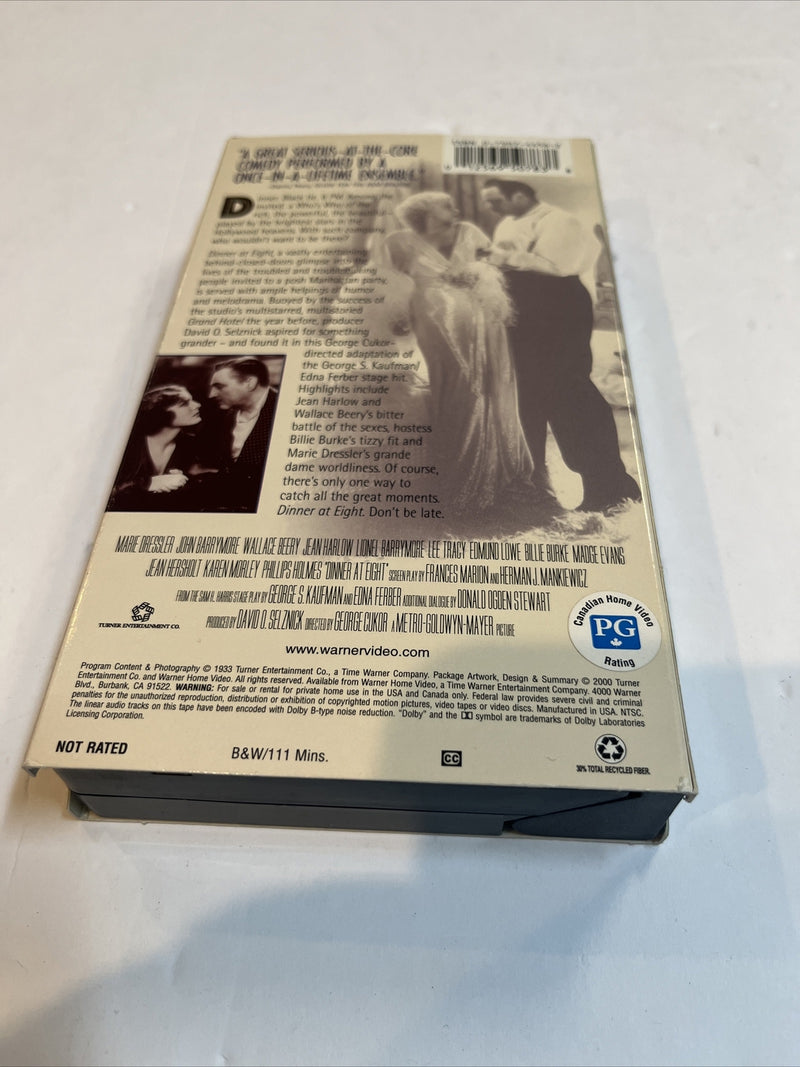 "A GREAT SERIOUS-AT-THE-CORE
COMEDY PERFORMED BY A
ONCE-IN-A-LIFETIME ENSEMBLE."
Dinner at Eight, a vastly entertaining
behind-closed-doors glimpse into the
lives of the troubled and troublemaking
people invited to a posh Manhattan party,
is served with ample helpings of humor
and melodrama. Buoyed by the success of
the studio's multistarred, multistoried
Grand Hotel the year before, producer
David O. Selznick aspired for something
grander – and found it in this George Cukor-
directed adaptation of
the George S. Kaufman/
Edna Ferber stage hit.
Highlights include
Jean Harlow and
Wallace Beery's bitter
battle of the sexes, hostess
Billie Burke's tizzy fit and
Marie Dressler's grande
dame worldliness. Of course,
there's only one way to
catch all the great moments.
Dinner at Eight. Don't be late.
MARIE DRESSLER JOHN BARRYMORE WALLACE BEERY JEAN HARLOW LIONEL BARRYMORE LEE TRACY EDMUND LOWE BILLIE BURKE MADGE EVANS
JEAN HERSHOLT KAREN MORLEY PHILLIPS HOLMES "DINNER AT EIGHT" SCREEN PLAY BY FRANCES MARION AND HERMAN J. MANKIEWICZ
FROM THE SAM H. HARRIS STAGE PLAY BY GEORGE S. KAUFMAN AND EDNA FERBER ADDITIONAL DIALOGUE BY DONALD OGDEN STEWART
PRODUCED BY DAVID O. SELZNICK DIRECTED BY GEORGE CUKOR A METRO-GOLDWYN-MAYER PICTURE
TURNER ENTERTAINMENT CO.
Canadian Home Video
PG
Rating
www.warnervideo.com
Program Content & Photography © 1933 Turner Entertainment Co., a Time Warner Company. Package Artwork, Design & Summary © 2000 Turner
Entertainment Co. and Warner Home Video. All rights reserved. Available from Warner Home Video, a Time Warner Entertainment Company. 4000 Warner
Blvd., Burbank, CA 91522. WARNING: For sale or rental for private home use in the USA and Canada only. Federal law provides severe civil and criminal
penalties for the unauthorized reproduction, distribution or exhibition of copyrighted motion pictures, video tapes or video discs. Manufactured in USA. NTSC.
The linear audio tracks on this tape have been encoded with Dolby B-type noise reduction. "Dolby" and the symbol are trademarks of Dolby Laboratories
Licensing Corporation.
NOT RATED
B&W/111 Mins.
CC
30% TOTAL RECYCLED FIBER.